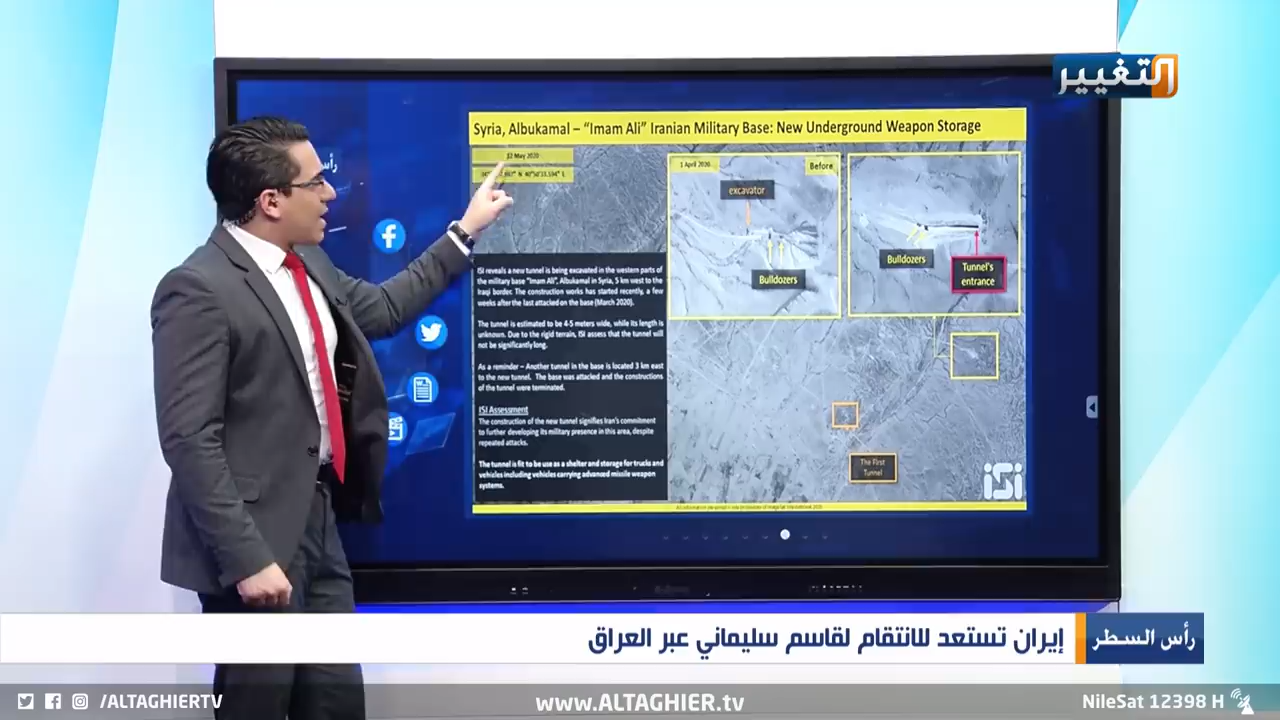 التغيير
Syria, Albukamal – "Imam Ali" Iranian Military Base: New Underground Weapon Storage
12 May 2020
1 April 2020
Before
excavator
Bulldozers
Bulldozers
Tunnel's
entrance
ISI reveals a new tunnel is being excavated in the western parts of
the military base "Imam Ali", Albukamal in Syria, 5 km west to the
Iraqi border. The construction works has started recently, a few
weeks after the last attacked on the base (March 2020).
The tunnel is estimated to be 4-5 meters wide, while its length is
unknown. Due to the rigid terrain, ISI assess that the tunnel will
not be significantly long.
As a reminder – Another tunnel in the base is located 3 km east
to the new tunnel. The base was attacked and the constructions
of the tunnel were terminated.
ISI Assessment
The construction of the new tunnel signifies Iran's commitment
to further developing its military presence in this area, despite
repeated attacks.
The tunnel is fit to be use as a shelter and storage for trucks and
vehicles including vehicles carrying advanced missile weapon
systems.
The First
Tunnel
iSi
رأس السطر
إيران تستعد للانتقام لقاسم سليماني عبر العراق
/ALTAGHIERTV
www.ALTAGHIER.tv
NileSat 12398 H